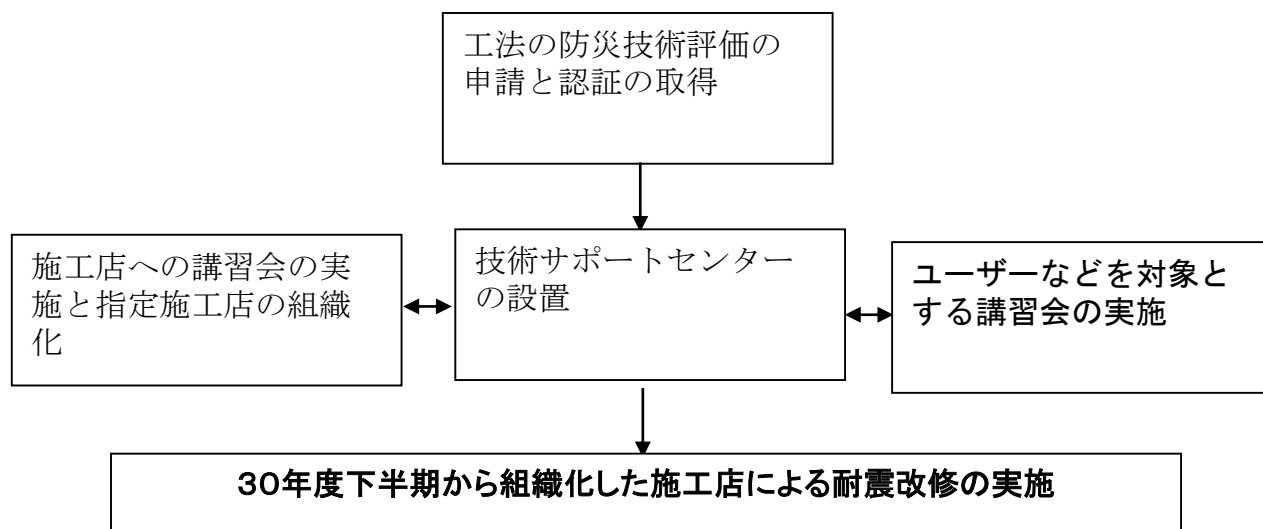 工法の防災技術評価の
申請と認証の取得
施工店への講習会の実
施と指定施工店の組織
化
技術サポートセンター
の設置
ユーザーなどを対象と
する講習会の実施
30年度下半期から組織化した施工店による耐震改修の実施